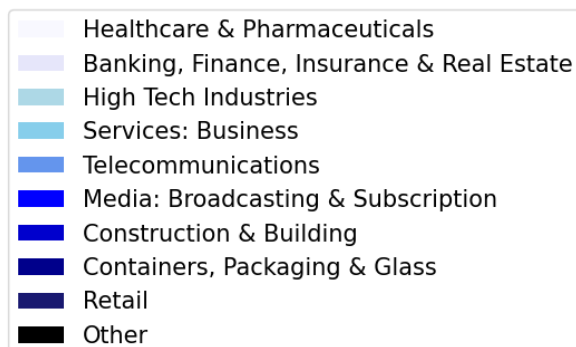 Healthcare & Pharmaceuticals
Banking, Finance, Insurance & Real Estate
High Tech Industries
Services: Business
Telecommunications
Media: Broadcasting & Subscription
Construction & Building
Containers, Packaging & Glass
Retail
Other